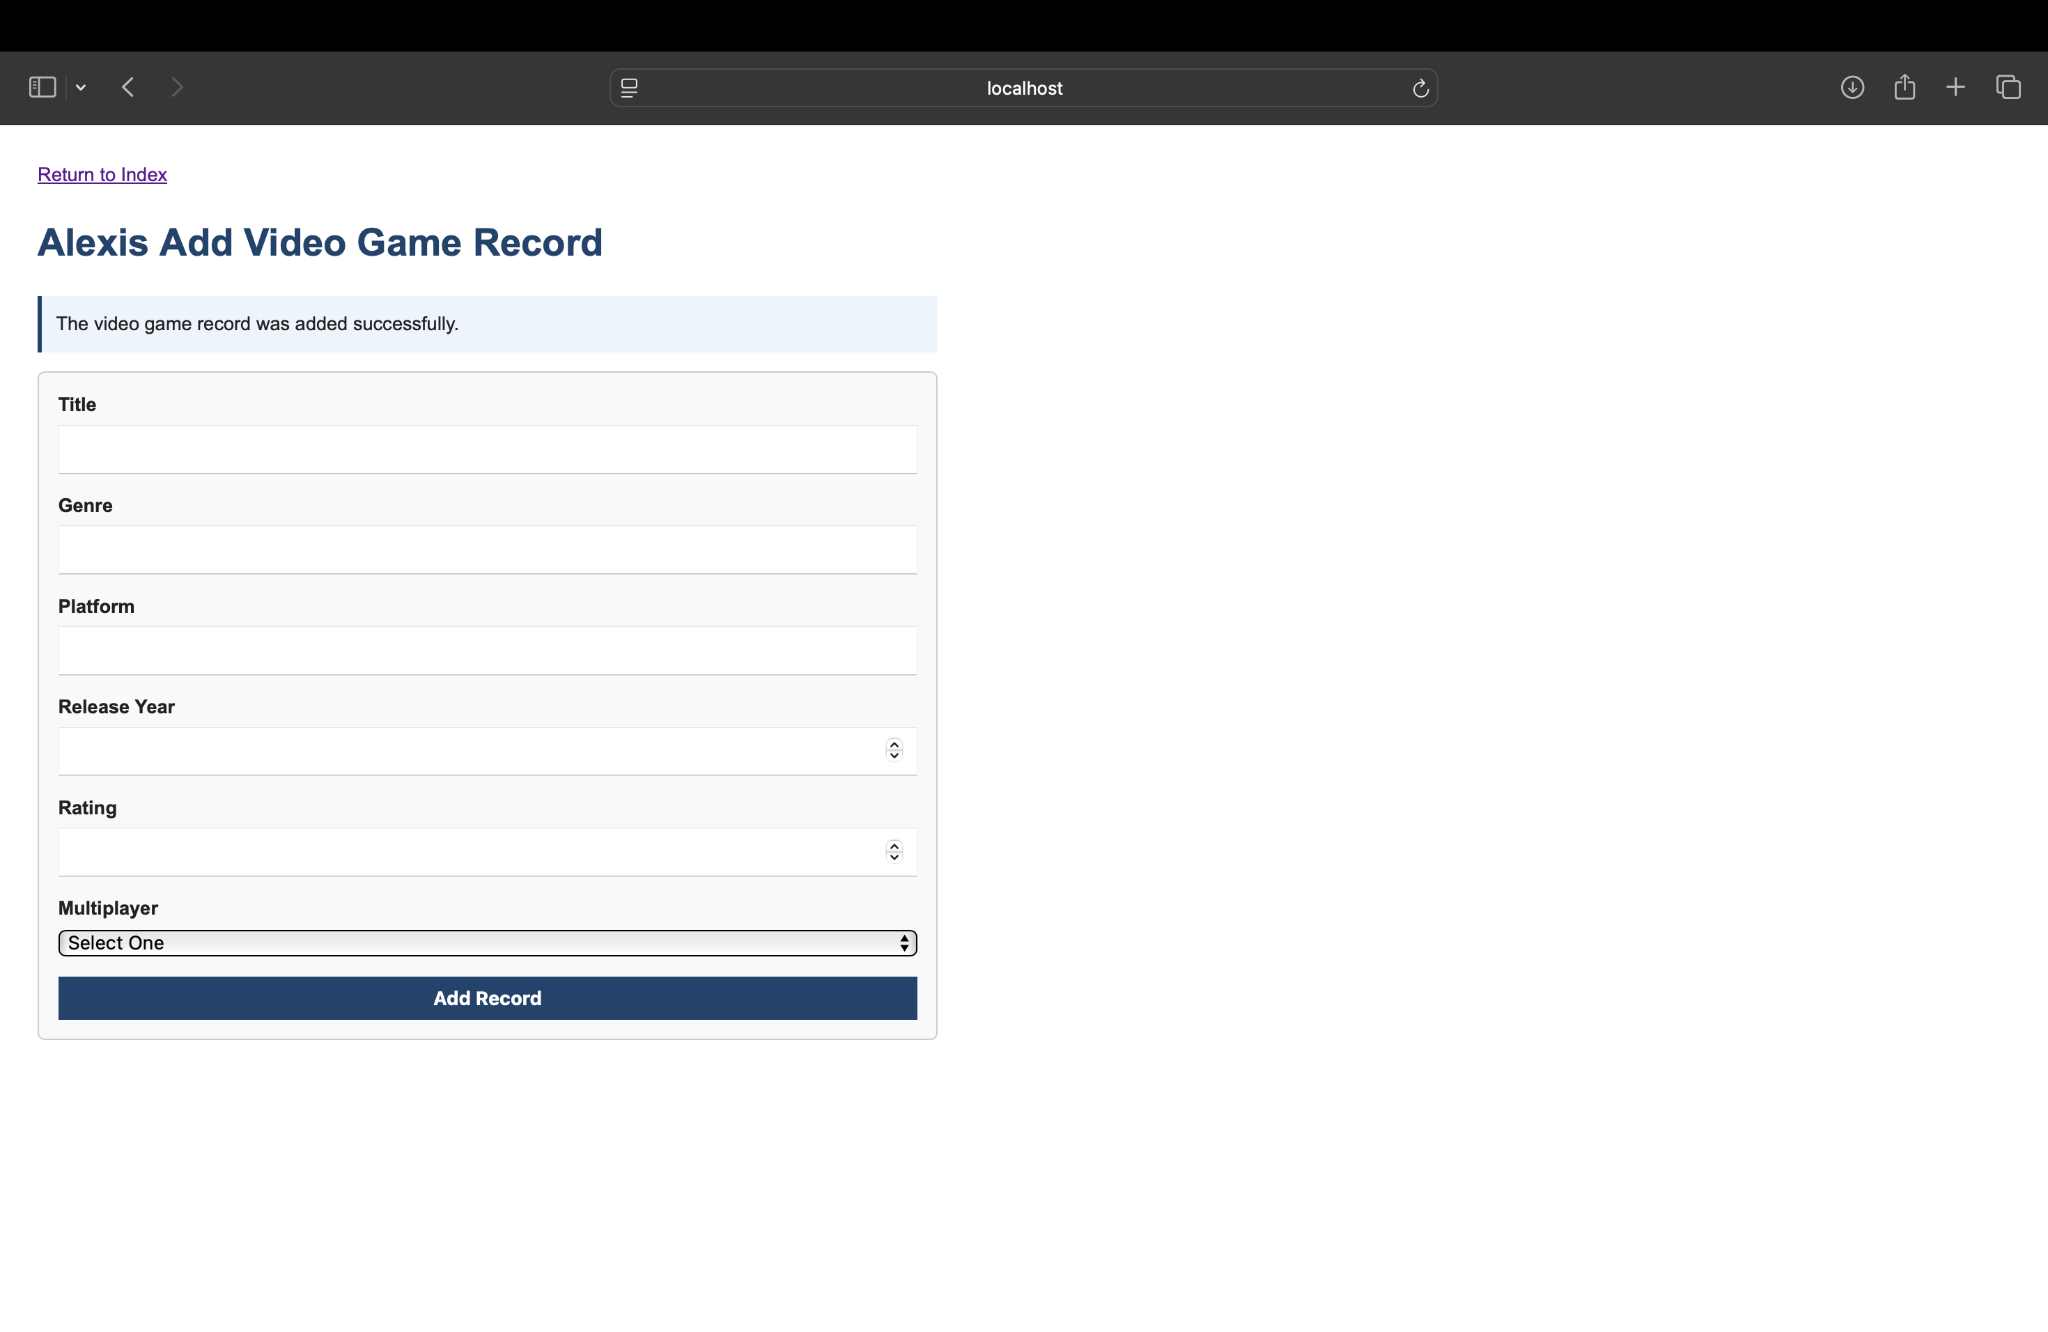 localhost
Return to Index
Alexis Add Video Game Record
The video game record was added successfully.
Title
Genre
Platform
Release Year
Rating
Multiplayer
Select One
Add Record